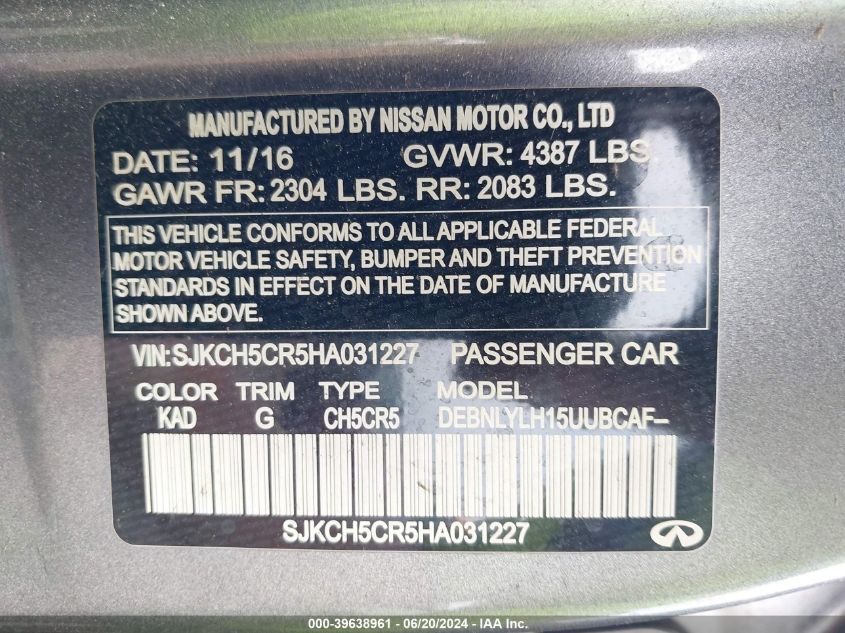 MANUFACTURED BY NISSAN MOTOR CO., LTD
DATE: 11/16 GVWR: 4387 LBS.
GAWR FR: 2304 LBS. RR: 2083 LBS.
THIS VEHICLE CONFORMS TO ALL APPLICABLE FEDERAL
MOTOR VEHICLE SAFETY, BUMPER AND THEFT PREVENTION
STANDARDS IN EFFECT ON THE DATE OF MANUFACTURE
SHOWN ABOVE.
VIN:SJKCH5CR5HA031227 PASSENGER CAR
COLOR TRIM TYPE MODEL
KAD G CH5CR5 DEBNLYLH15UUBCAF–
SJKCH5CR5HA031227
000-39638961 - 06/20/2024 - IAA Inc.